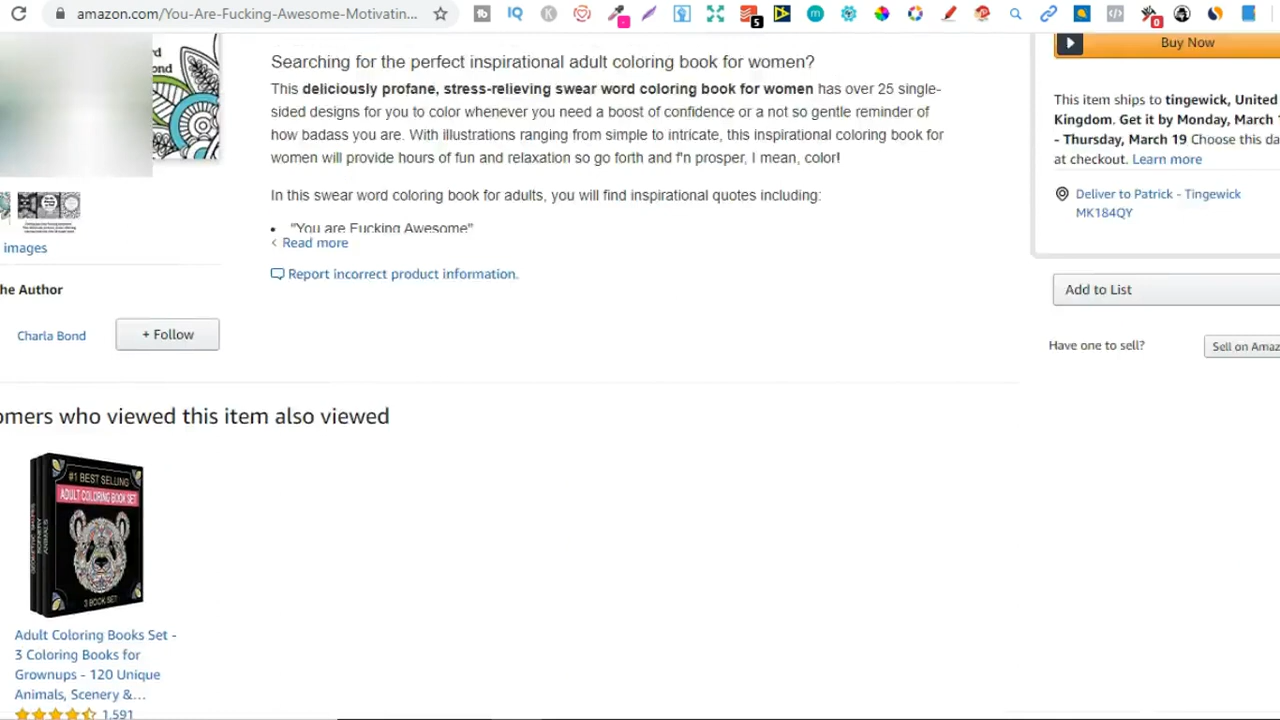 amazon.com/You-Are-Fucking-Awesome-Motivatin...
IQ
K
5
m
0
Searching for the perfect inspirational adult coloring book for women?
This deliciously profane, stress-relieving swear word coloring book for women has over 25 single-
sided designs for you to color whenever you need a boost of confidence or a not so gentle reminder of
how badass you are. With illustrations ranging from simple to intricate, this inspirational coloring book for
women will provide hours of fun and relaxation so go forth and f'n prosper, I mean, color!
In this swear word coloring book for adults, you will find inspirational quotes including:
• "You are Fucking Awesome"
Read more
Report incorrect product information.
images
he Author
Charla Bond
+ Follow
Buy Now
This item ships to tingewick, United
Kingdom. Get it by Monday, March 1
- Thursday, March 19 Choose this da
at checkout. Learn more
Deliver to Patrick - Tingewick
MK184QY
Add to List
Have one to sell?
Sell on Amaz
omers who viewed this item also viewed
#1 BEST SELLING
ADULT COLORING BOOK SET
SCENERY
ANIMALS
3 BOOK SET
Adult Coloring Books Set -
3 Coloring Books for
Grownups - 120 Unique
Animals, Scenery &...
1,591